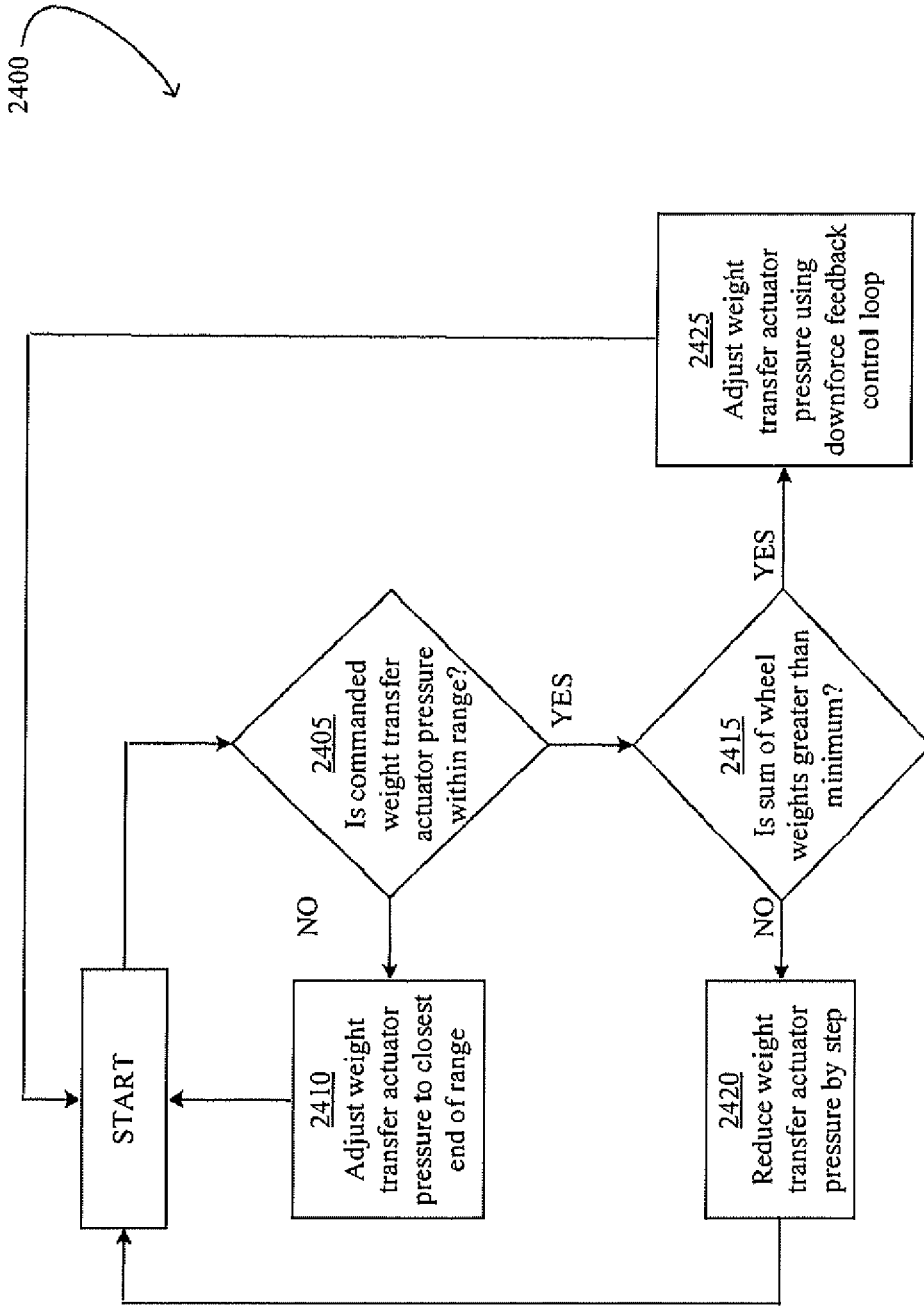 2400
START
2405
Is commanded
weight transfer
actuator pressure
within range?
NO
YES
2410
Adjust weight
transfer actuator
pressure to closest
end of range
2415
Is sum of wheel
weights greater than
minimum?
NO
YES
2420
Reduce weight
transfer actuator
pressure by step
2425
Adjust weight
transfer actuator
pressure using
downforce feedback
control loop